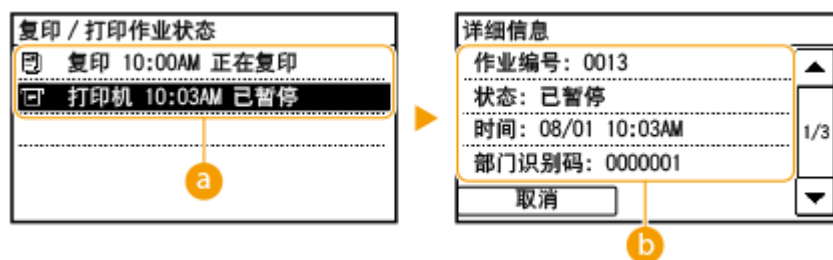 复印 / 打印作业状态
复印 10:00AM 正在复印
打印机 10:03AM 已暂停
a
详细信息
作业编号: 0013
状态: 已暂停
时间: 08/01 10:03AM
部门识别码: 0000001
1/3
取消
b